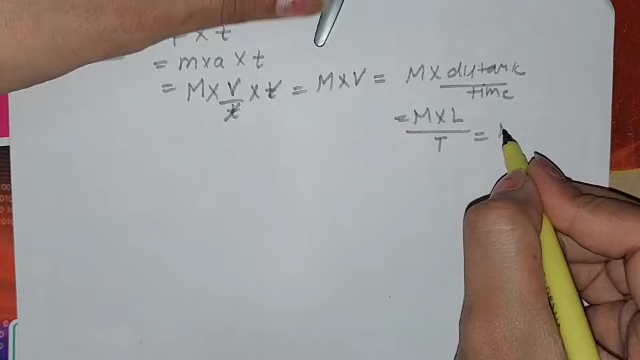 × t
= m×a × t
= M× V/t × t = M×V = M× distance/time
= M×L/T =